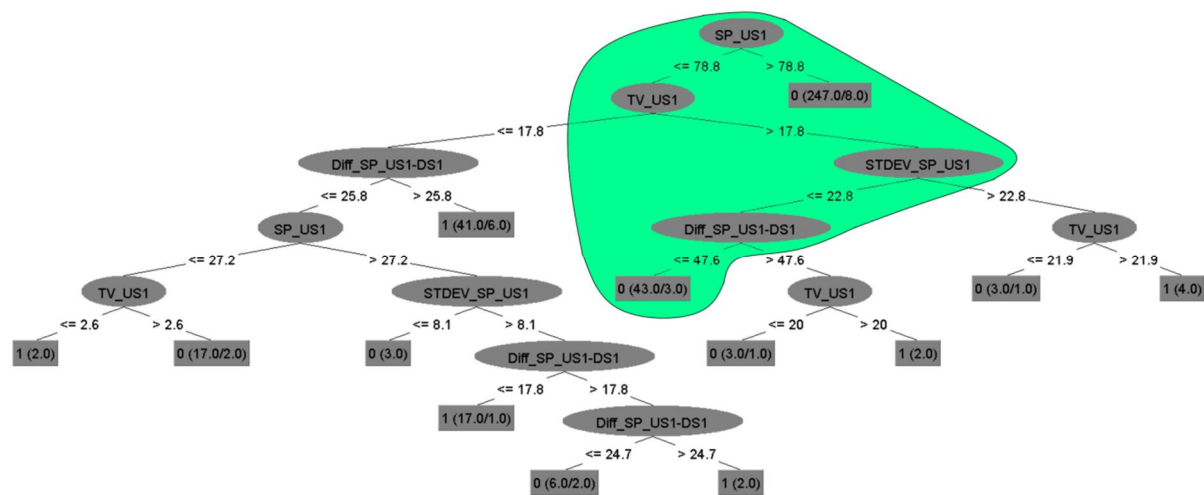 SP_US1
<= 78.8 > 78.8
TV_US1 0 (247.0/8.0)
<= 17.8 > 17.8
Diff_SP_US1-DS1 STDEV_SP_US1
<= 25.8 > 25.8 <= 22.8 > 22.8
SP_US1 1 (41.0/6.0) Diff_SP_US1-DS1 TV_US1
<= 27.2 > 27.2 <= 47.6 > 47.6 <= 21.9 > 21.9
TV_US1 STDEV_SP_US1 0 (43.0/3.0) TV_US1 0 (3.0/1.0) 1 (4.0)
<= 2.6 > 2.6 <= 8.1 > 8.1 <= 20 > 20
1 (2.0) 0 (17.0/2.0) 0 (3.0) Diff_SP_US1-DS1 0 (3.0/1.0) 1 (2.0)
<= 17.8 > 17.8
1 (17.0/1.0) Diff_SP_US1-DS1
<= 24.7 > 24.7
0 (6.0/2.0) 1 (2.0)